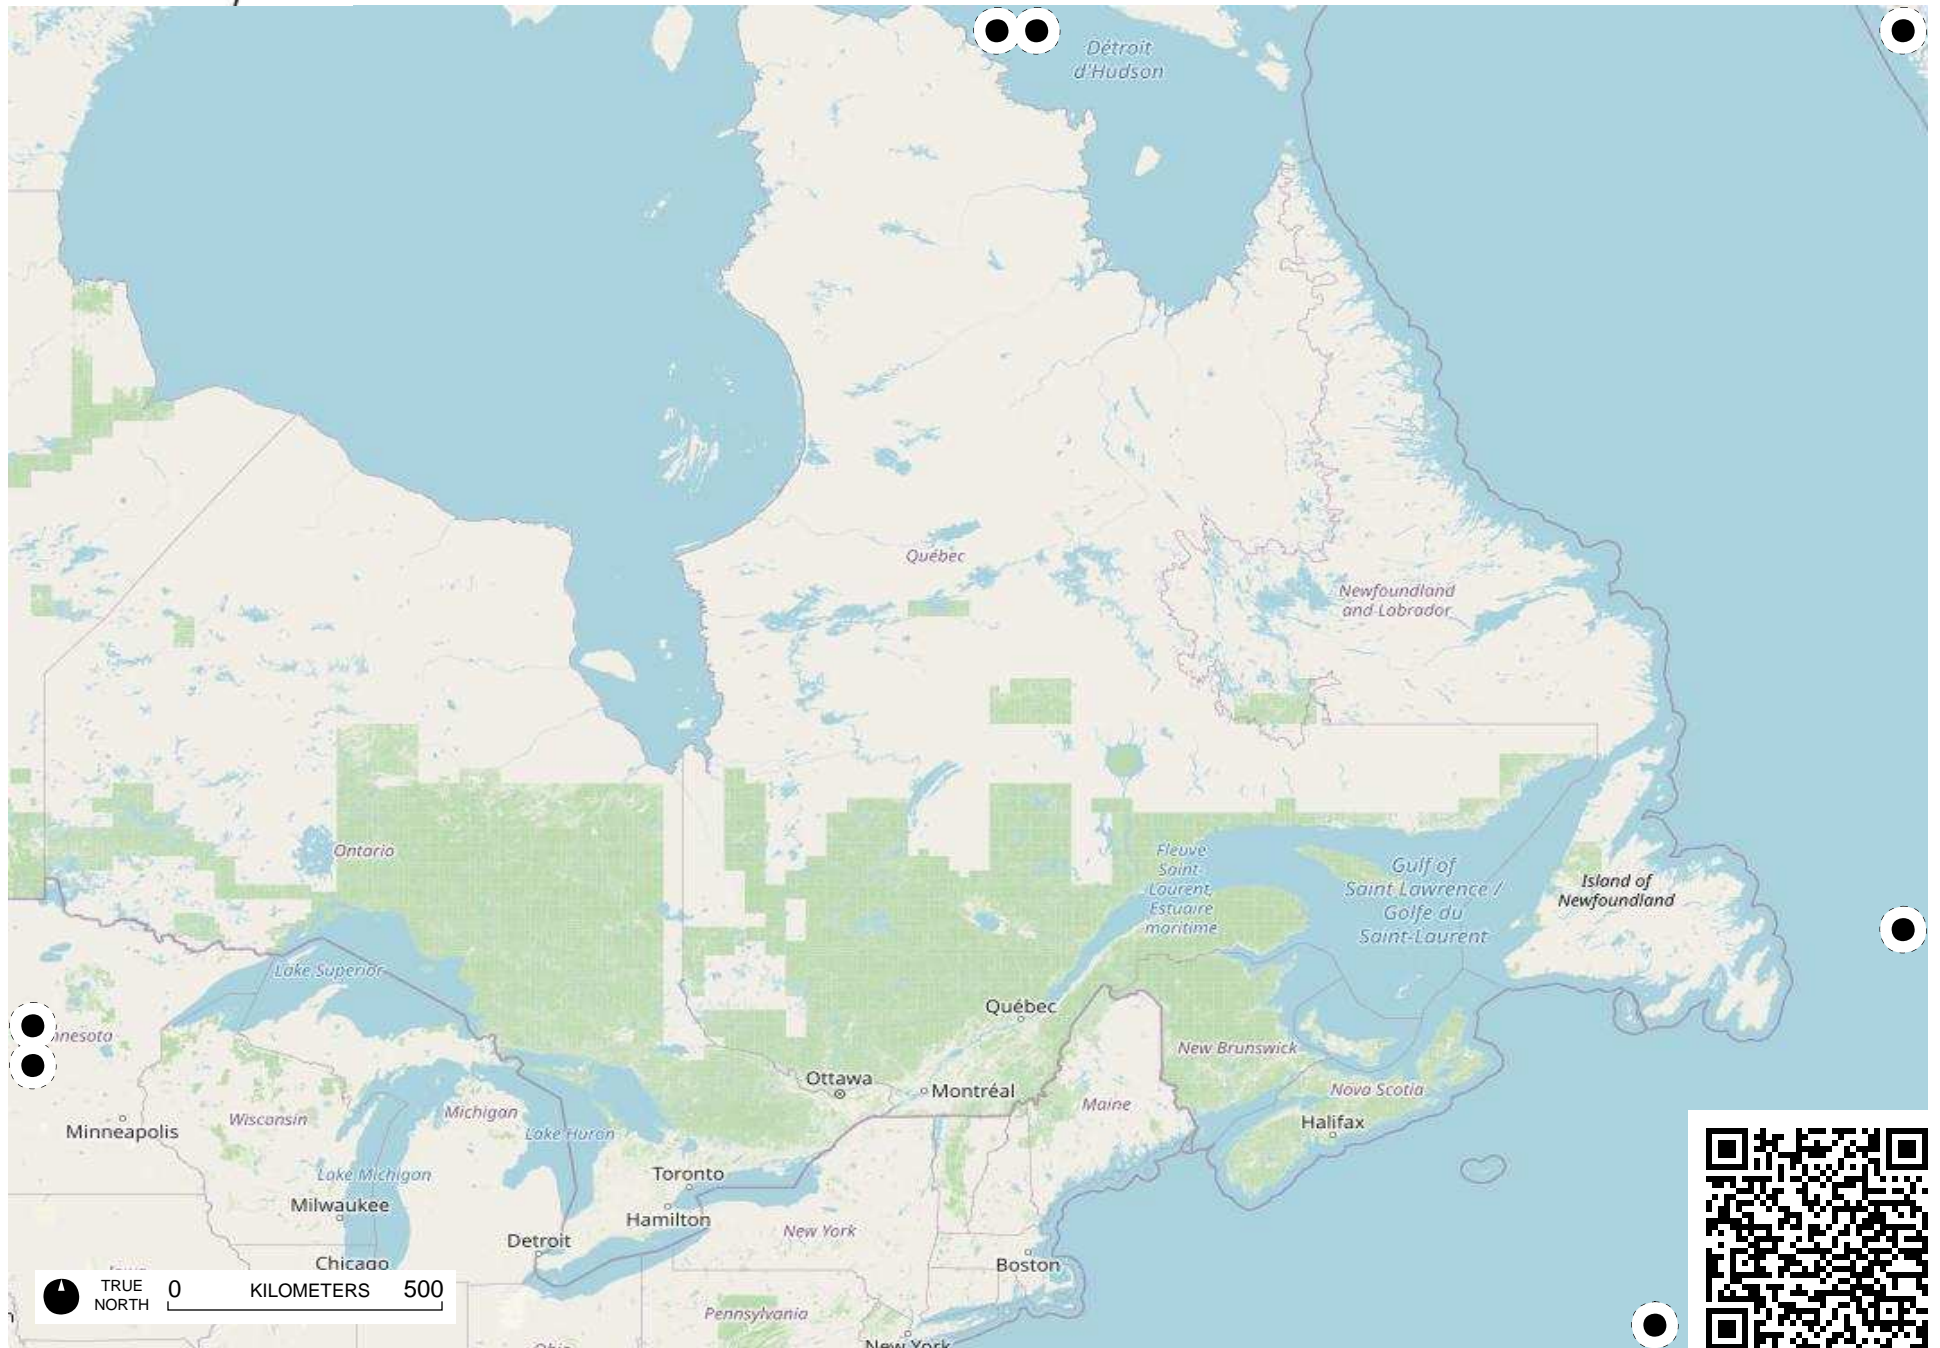 Détroit
d'Hudson
Québec
Newfoundland
and Labrador
Ontario
Fleuve
Saint-
Laurent,
Estuaire
maritime
Gulf of
Saint Lawrence /
Golfe du
Saint-Laurent
Island of
Newfoundland
Lake Superior
Québec
nnesota
New Brunswick
Ottawa
Montréal
Nova Scotia
Maine
Michigan
Wisconsin
Halifax
Minneapolis
Lake Huron
Lake Michigan
Toronto
Milwaukee
Hamilton
New York
Detroit
Chicago
Boston
TRUE
NORTH
0 KILOMETERS 500
Pennsylvania
New York